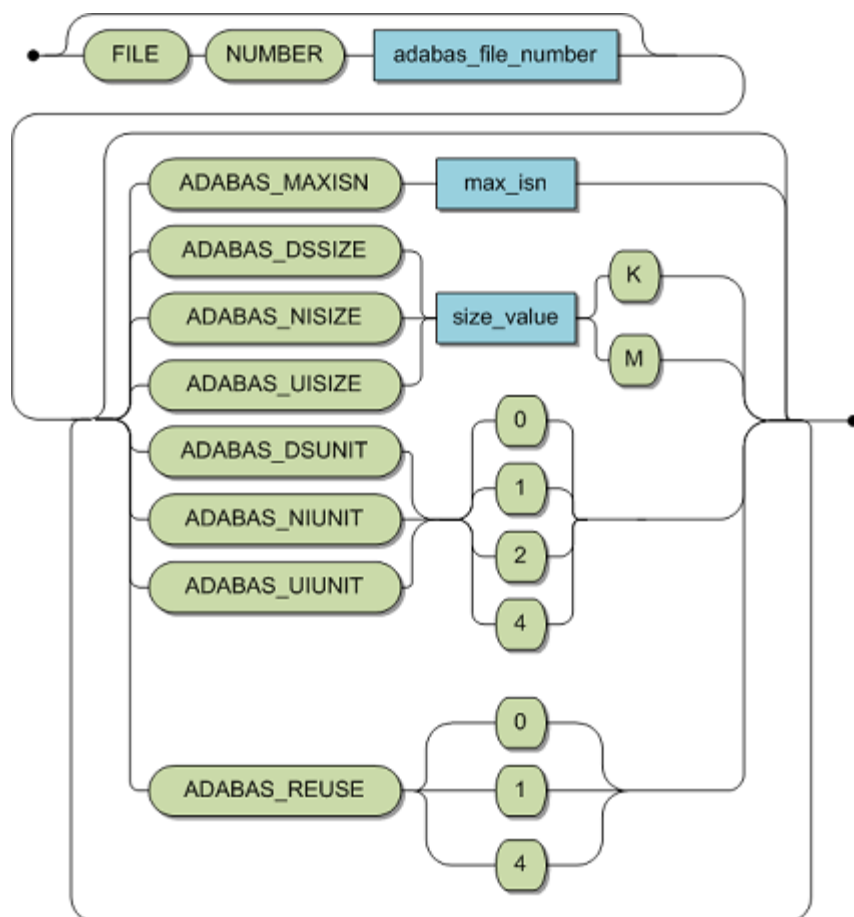 FILE NUMBER adabas_file_number
ADABAS_MAXISN max_isn
ADABAS_DSSIZE
K
ADABAS_NISIZE size_value
M
ADABAS_UISIZE
0
ADABAS_DSUNIT
1
ADABAS_NIUNIT
2
ADABAS_UIUNIT
4
0
ADABAS_REUSE 1
4